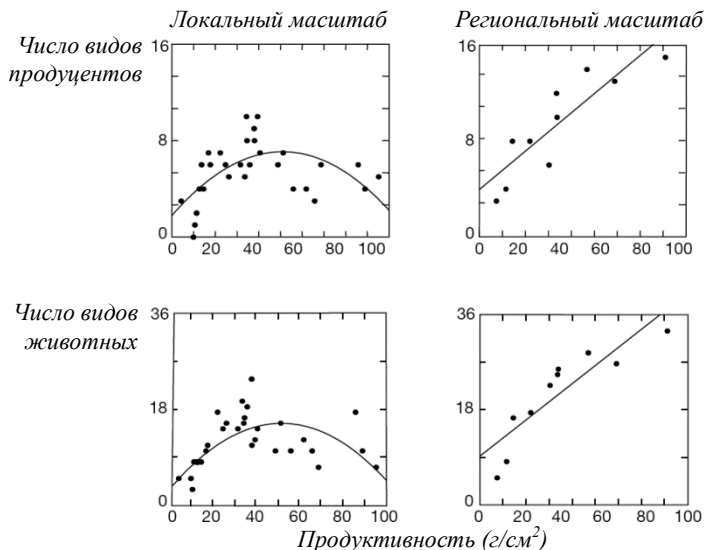 Локальный масштаб
Региональный масштаб
Число видов
продуцентов
16
8
0
0 20 40 60 80 100
16
8
0
0 20 40 60 80 100
Число видов
животных
36
18
0
0 20 40 60 80 100
36
18
0
0 20 40 60 80 100
Продуктивность (г/см²)